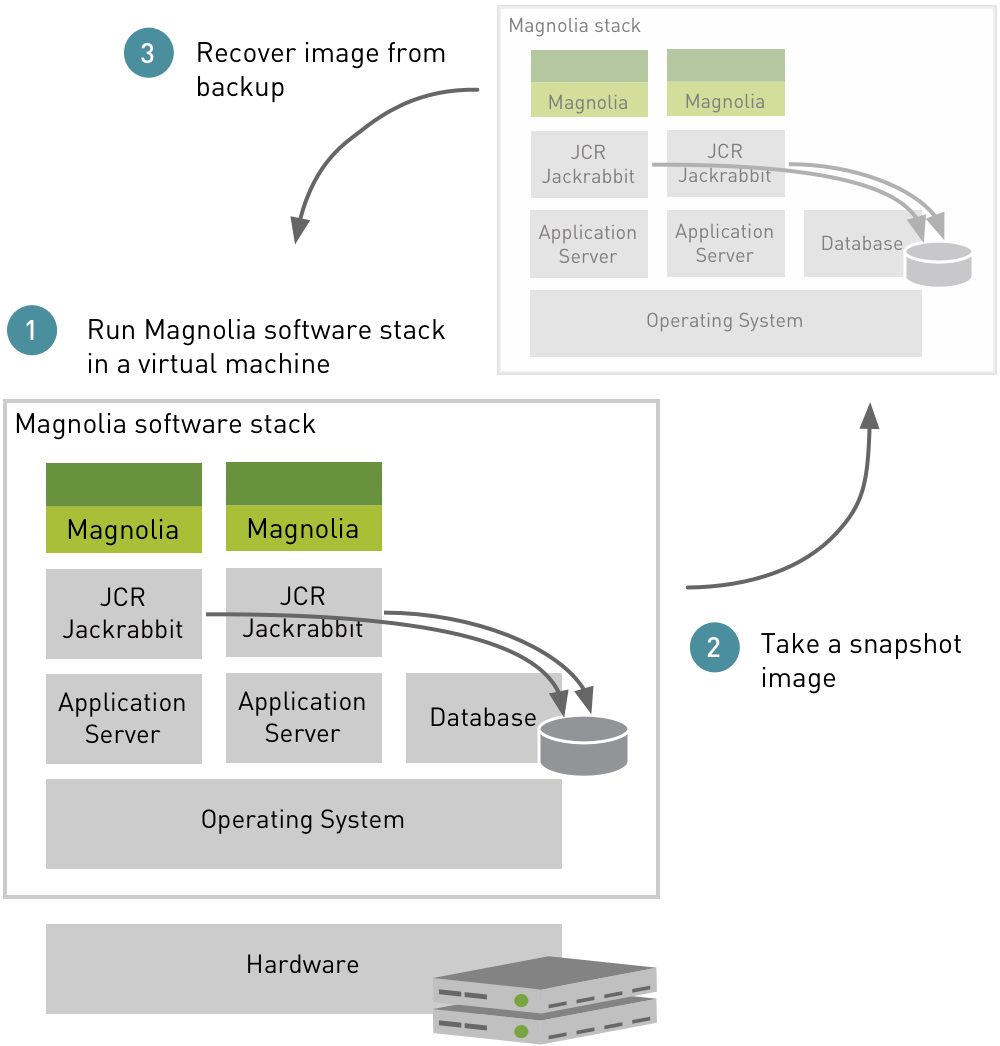 3
Recover image from
backup
Magnolia stack
Magnolia
Magnolia
JCR
Jackrabbit
JCR
Jackrabbit
Application
Server
Application
Server
Database
Operating System
1
Run Magnolia software stack
in a virtual machine
Magnolia software stack
Magnolia
Magnolia
JCR
Jackrabbit
JCR
Jackrabbit
Application
Server
Application
Server
Database
Operating System
2
Take a snapshot
image
Hardware